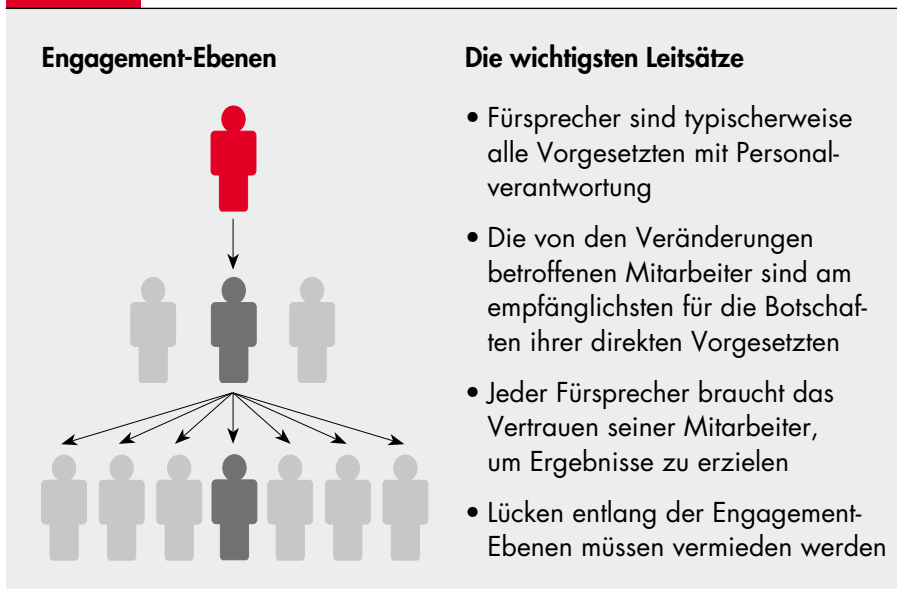 Engagement-Ebenen
Die wichtigsten Leitsätze
• Fürsprecher sind typischerweise
alle Vorgesetzten mit Personal-
verantwortung
• Die von den Veränderungen
betroffenen Mitarbeiter sind am
empfänglichsten für die Botschaf-
ten ihrer direkten Vorgesetzten
• Jeder Fürsprecher braucht das
Vertrauen seiner Mitarbeiter,
um Ergebnisse zu erzielen
• Lücken entlang der Engagement-
Ebenen müssen vermieden werden